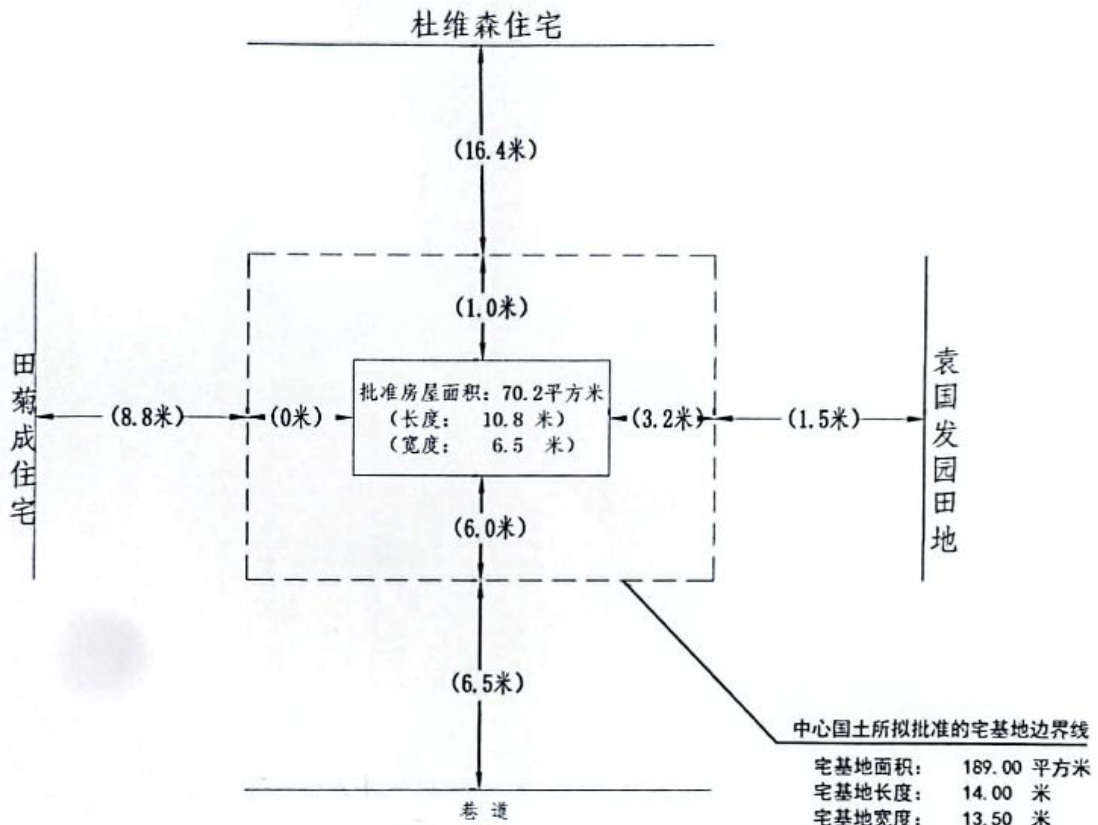 杜维森住宅
(16.4米)
(1.0米)
田菊成住宅
(8.8米)
(0米)
批准房屋面积：70.2平方米
(长度： 10.8 米)
(宽度： 6.5 米)
(3.2米)
(1.5米)
袁国发园田地
(6.0米)
(6.5米)
巷道
中心国土所拟批准的宅基地边界线
宅基地面积： 189.00 平方米
宅基地长度： 14.00 米
宅基地宽度： 13.50 米